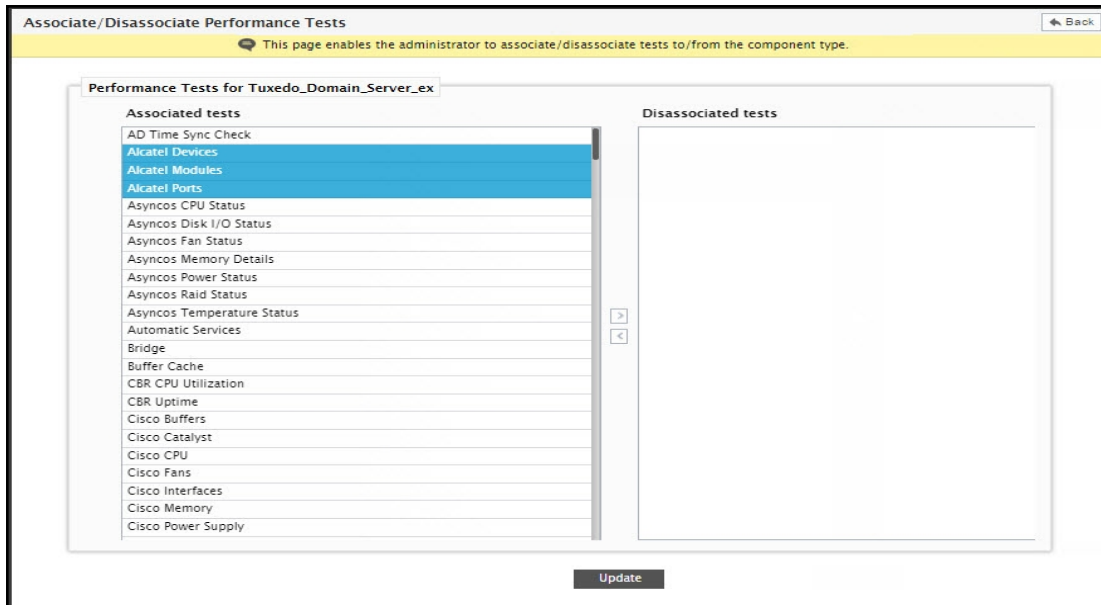 Associate/Disassociate Performance Tests
Back
This page enables the administrator to associate/disassociate tests to/from the component type.
Performance Tests for Tuxedo_Domain_Server_ex
Associated tests
AD Time Sync Check
Alcatel Devices
Alcatel Modules
Alcatel Ports
Asyncos CPU Status
Asyncos Disk I/O Status
Asyncos Fan Status
Asyncos Memory Details
Asyncos Power Status
Asyncos Raid Status
Asyncos Temperature Status
Automatic Services
Bridge
Buffer Cache
CBR CPU Utilization
CBR Uptime
Cisco Buffers
Cisco Catalyst
Cisco CPU
Cisco Fans
Cisco Interfaces
Cisco Memory
Cisco Power Supply
>
<
Disassociated tests
Update